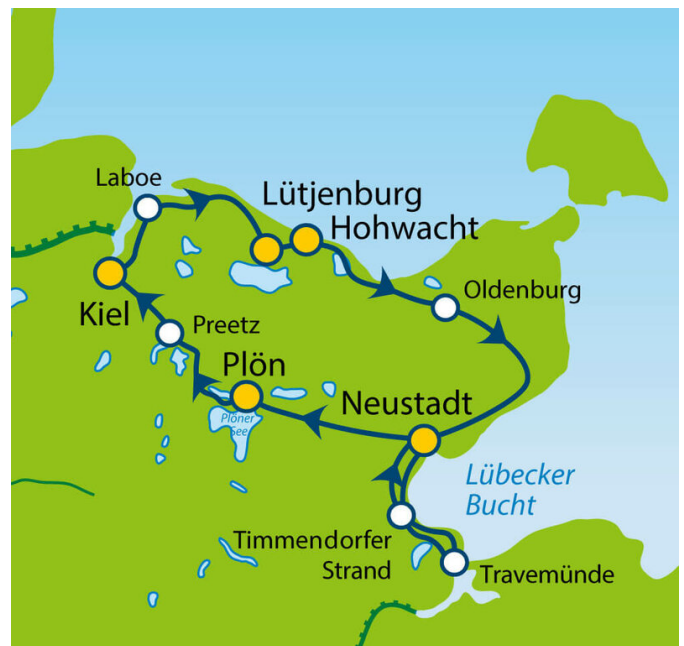 Laboe
Lütjenburg
Hohwacht
Oldenburg
Kiel
Preetz
Plön
Neustadt
Plöner
See
Lübecker
Bucht
Timmendorfer
Strand
Travemünde